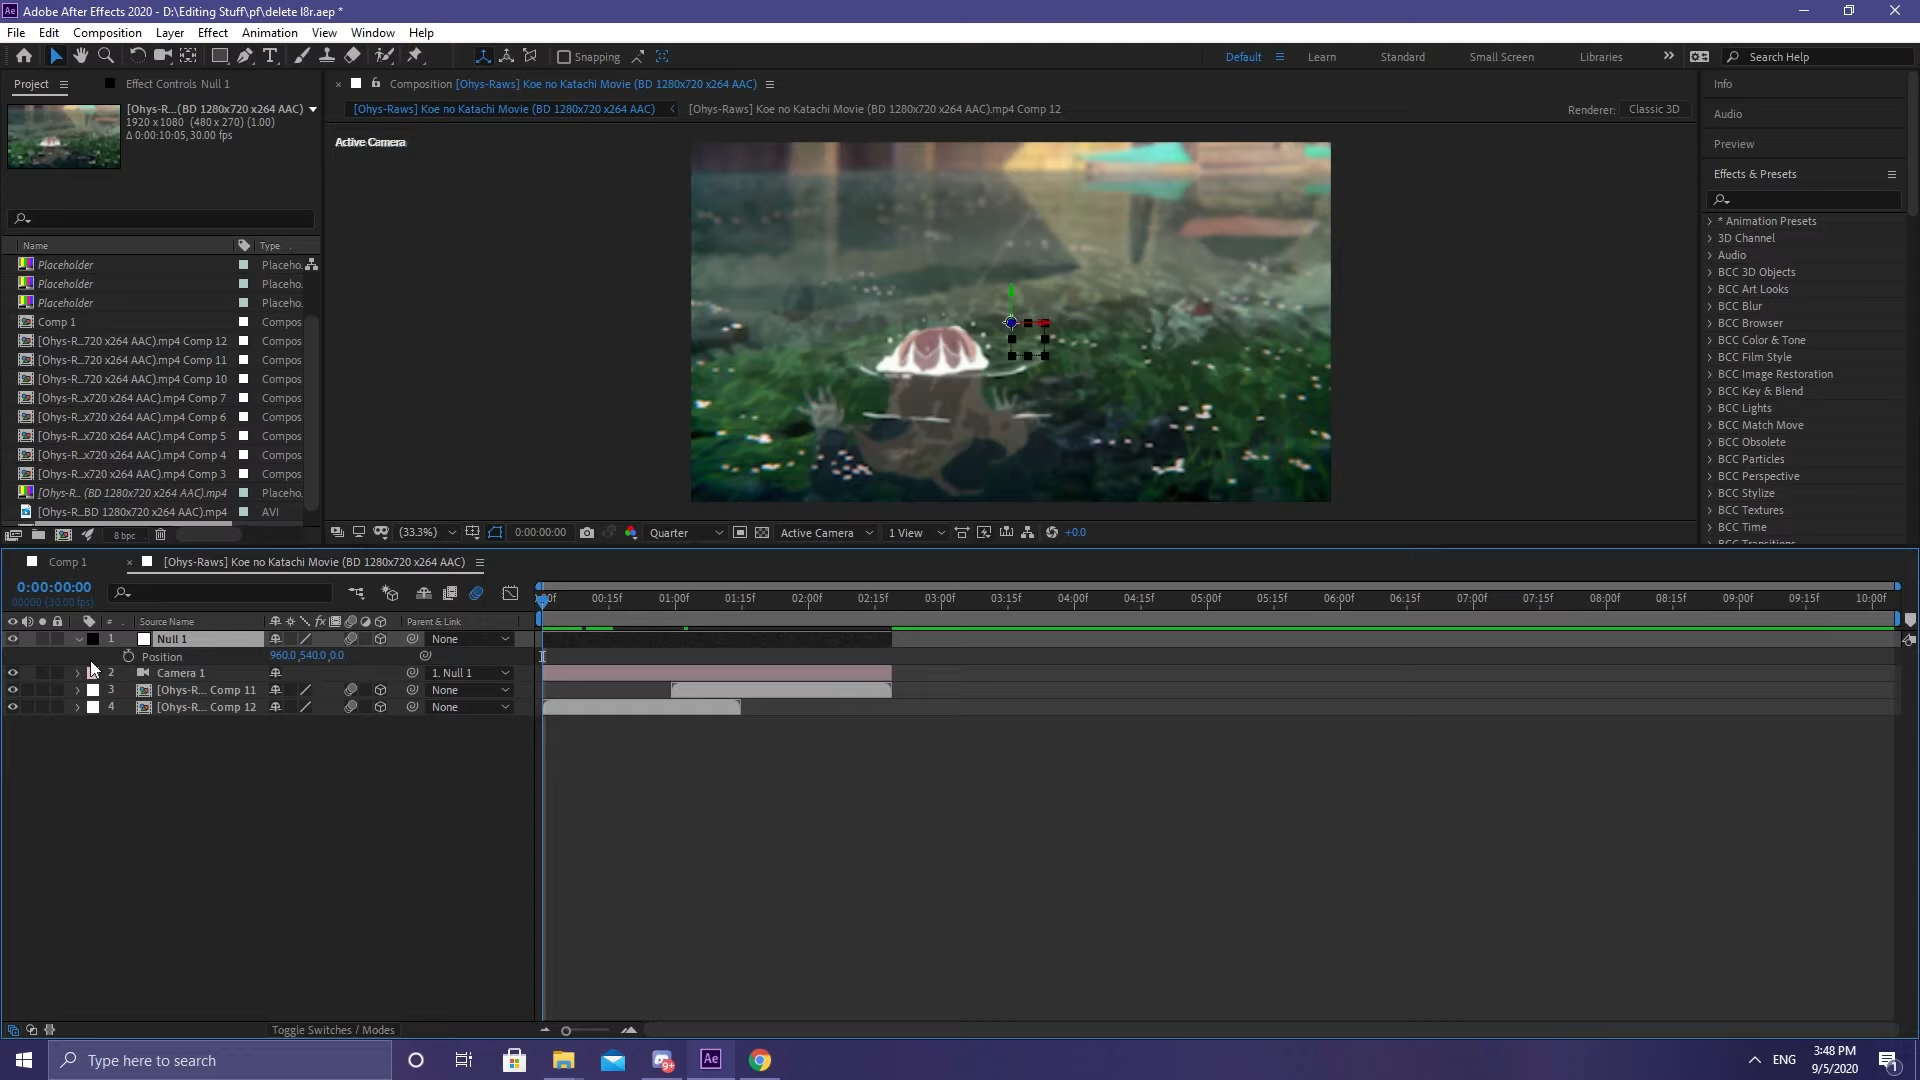 Ae Adobe After Effects 2020 - D:\Editing Stuff\pf\delete l8r.aep *
File Edit Composition Layer Effect Animation View Window Help
Snapping Default Learn Standard Small Screen Libraries Search Help
Project Effect Controls Null 1
[Ohys-R...(BD 1280x720 x264 AAC)
1920 x 1080 (480 x 270) (1.00)
Δ 0:00:10:05, 30.00 fps
Name Type
Placeholder Placeho.
Placeholder Placeho.
Placeholder Placeho.
Comp 1 Compos
[Ohys-R...720 x264 AAC).mp4 Comp 12 Compos
[Ohys-R...720 x264 AAC).mp4 Comp 11 Compos
[Ohys-R...720 x264 AAC).mp4 Comp 10 Compos
[Ohys-R...x720 x264 AAC).mp4 Comp 7 Compos
[Ohys-R...x720 x264 AAC).mp4 Comp 6 Compos
[Ohys-R...x720 x264 AAC).mp4 Comp 5 Compos
[Ohys-R...x720 x264 AAC).mp4 Comp 4 Compos
[Ohys-R...x720 x264 AAC).mp4 Comp 3 Compos
[Ohys-R... (BD 1280x720 x264 AAC).mp4 Placeho.
[Ohys-R...BD 1280x720 x264 AAC).mp4 AVI
8 bpc
Composition [Ohys-Raws] Koe no Katachi Movie (BD 1280x720 x264 AAC)
[Ohys-Raws] Koe no Katachi Movie (BD 1280x720 x264 AAC) [Ohys-Raws] Koe no Katachi Movie (BD 1280x720 x264 AAC).mp4 Comp 12
Renderer: Classic 3D
Active Camera
(33.3%) 0:00:00:00 Quarter Active Camera 1 View +0.0
Info
Audio
Preview
Effects & Presets
* Animation Presets
3D Channel
Audio
BCC 3D Objects
BCC Art Looks
BCC Blur
BCC Browser
BCC Color & Tone
BCC Film Style
BCC Image Restoration
BCC Key & Blend
BCC Lights
BCC Match Move
BCC Obsolete
BCC Particles
BCC Perspective
BCC Stylize
BCC Textures
BCC Time
BCC Transitions
Comp 1 [Ohys-Raws] Koe no Katachi Movie (BD 1280x720 x264 AAC)
0:00:00:00
00000 (30.00 fps)
:00f 00:15f 01:00f 01:15f 02:00f 02:15f 03:00f 03:15f 04:00f 04:15f 05:00f 05:15f 06:00f 06:15f 07:00f 07:15f 08:00f 08:15f 09:00f 09:15f 10:00f
# Source Name Parent & Link
1 Null 1 None
Position 960.0,540.0,0.0
2 Camera 1 1. Null 1
3 [Ohys-R... Comp 11 None
4 [Ohys-R... Comp 12 None
Toggle Switches / Modes
Type here to search
9+
Ae
ENG
3:48 PM
9/5/2020
1